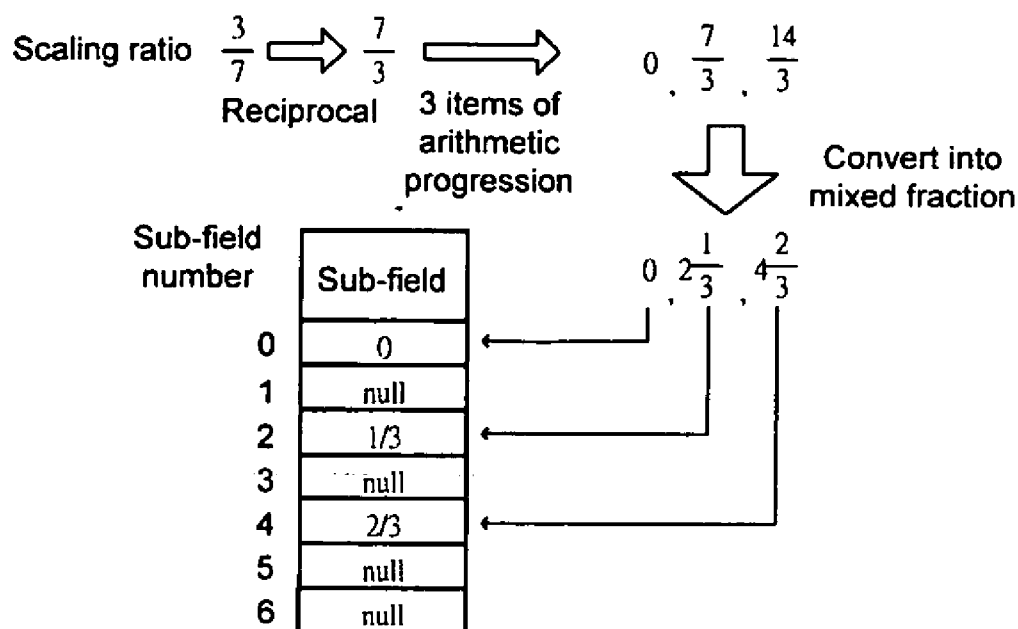 Scaling ratio 3/7 7/3 0 , 7/3 , 14/3
Reciprocal
3 items of
arithmetic
progression
Convert into
mixed fraction
0 , 2 1/3 , 4 2/3
Sub-field
number
Sub-field
0 0
1 null
2 1/3
3 null
4 2/3
5 null
6 null